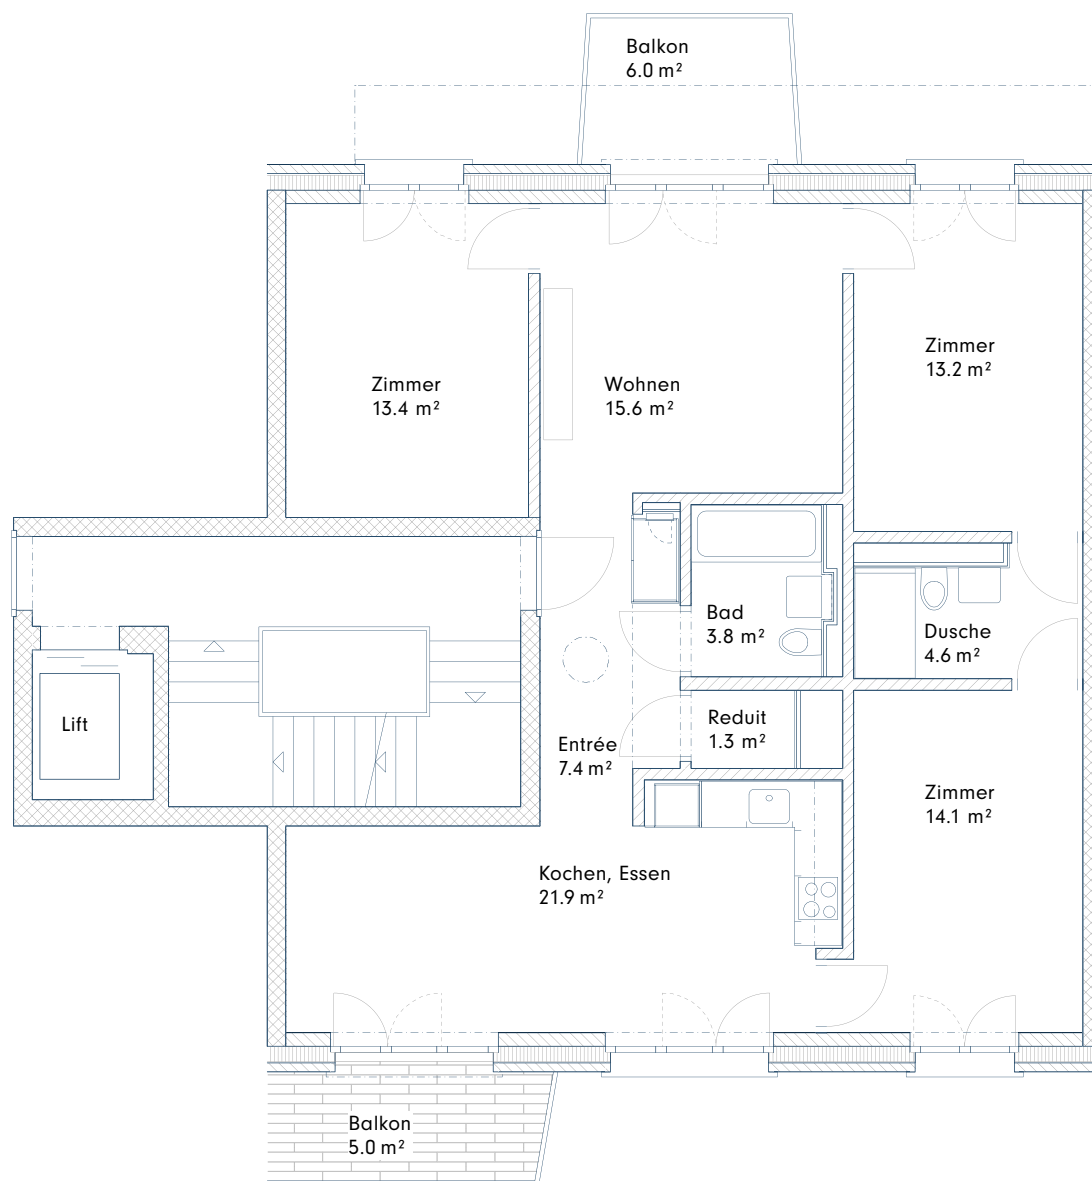 Balkon
6.0 m²
Zimmer
13.2 m²
Zimmer
13.4 m²
Wohnen
15.6 m²
Bad
3.8 m²
Dusche
4.6 m²
Lift
Reduit
1.3 m²
Entrée
7.4 m²
Zimmer
14.1 m²
Kochen, Essen
21.9 m²
Balkon
5.0 m²